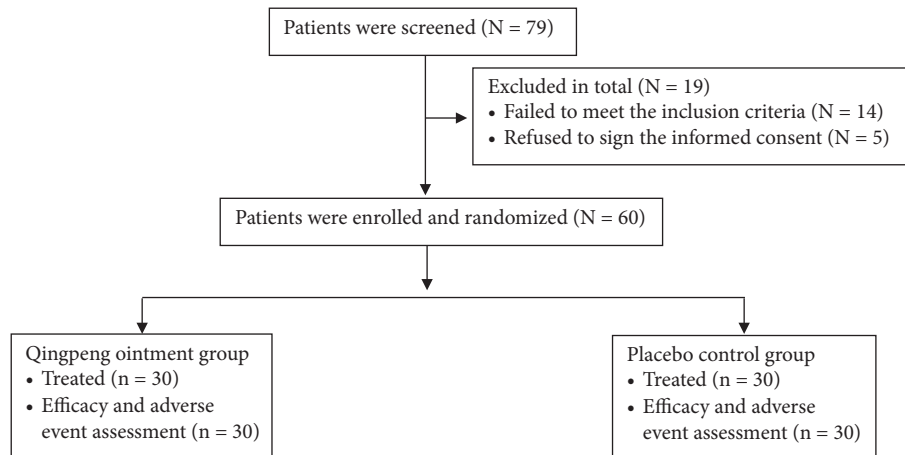 Patients were screened (N = 79)
Excluded in total (N = 19)
• Failed to meet the inclusion criteria (N = 14)
• Refused to sign the informed consent (N = 5)
Patients were enrolled and randomized (N = 60)
Qingpeng ointment group
• Treated (n = 30)
• Efficacy and adverse
event assessment (n = 30)
Placebo control group
• Treated (n = 30)
• Efficacy and adverse
event assessment (n = 30)